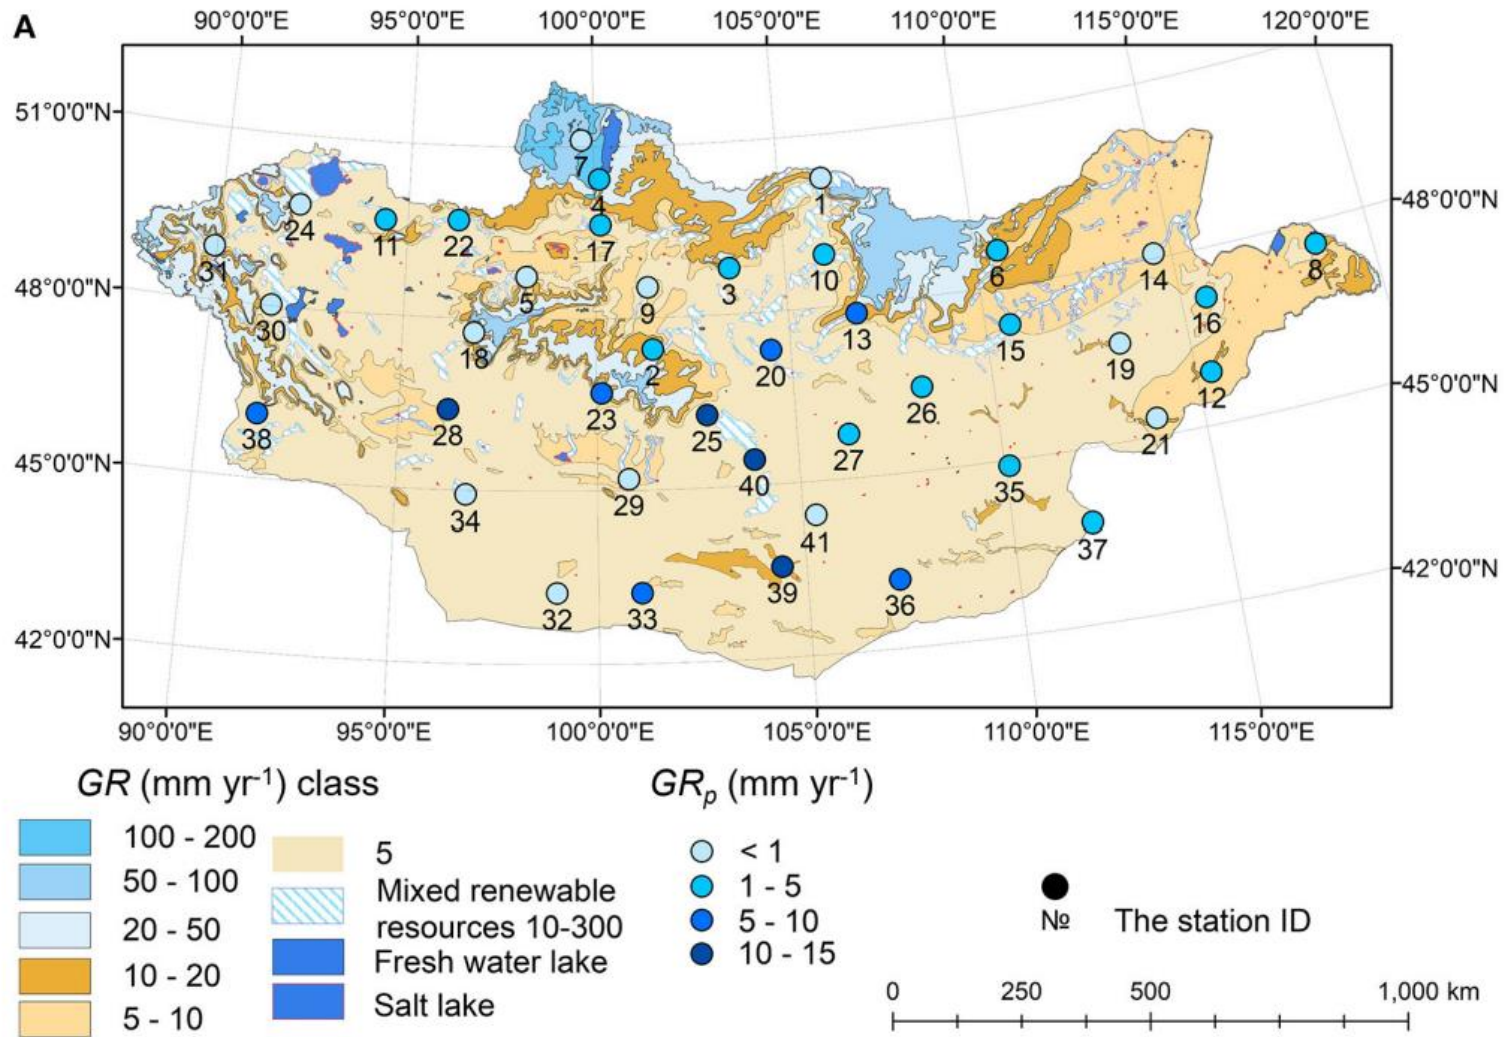 A
90°0'0"E 95°0'0"E 100°0'0"E 105°0'0"E 110°0'0"E 115°0'0"E 120°0'0"E
51°0'0"N
48°0'0"N
45°0'0"N
42°0'0"N
48°0'0"N
45°0'0"N
42°0'0"N
7
4
1
24
11
22
17
31
5
9
3
10
6
14
8
30
18
2
20
13
15
19
16
38
28
23
25
27
26
12
21
34
29
40
41
35
37
32
33
39
36
90°0'0"E 95°0'0"E 100°0'0"E 105°0'0"E 110°0'0"E 115°0'0"E
GR (mm yr⁻¹) class
100 - 200
50 - 100
20 - 50
10 - 20
5 - 10
5
Mixed renewable
resources 10-300
Fresh water lake
Salt lake
GRₚ (mm yr⁻¹)
< 1
1 - 5
5 - 10
10 - 15
№ The station ID
0 250 500 1,000 km